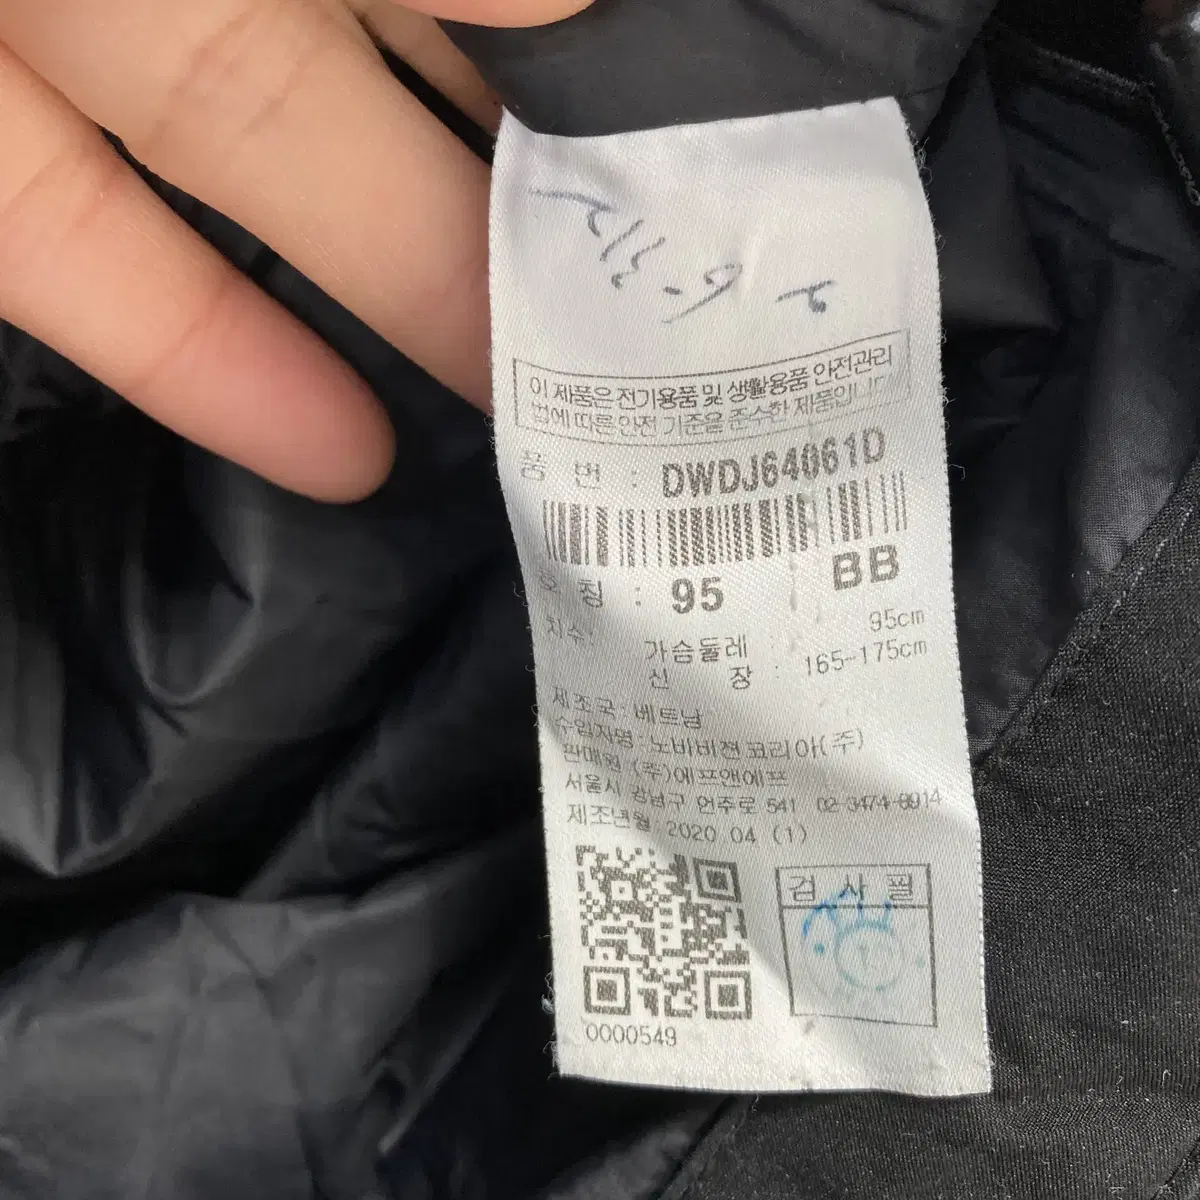 이 제품은 전기용품 및 생활용품 안전관리
법에 따른 안전 기준을 준수한 제품입니다
품 번 : DWDJ64061D
호 칭 : 95 BB
치수: 가슴둘레 : 95cm
신 장 : 165-175cm
제조국 : 베트남
수입자명 : 노바비젼코리아(주)
판매원 (주)에프앤에프
서울시 강남구 언주로 541 02-3474-8914
제조년월 : 2020 04 (1)
검 사 필
0000549